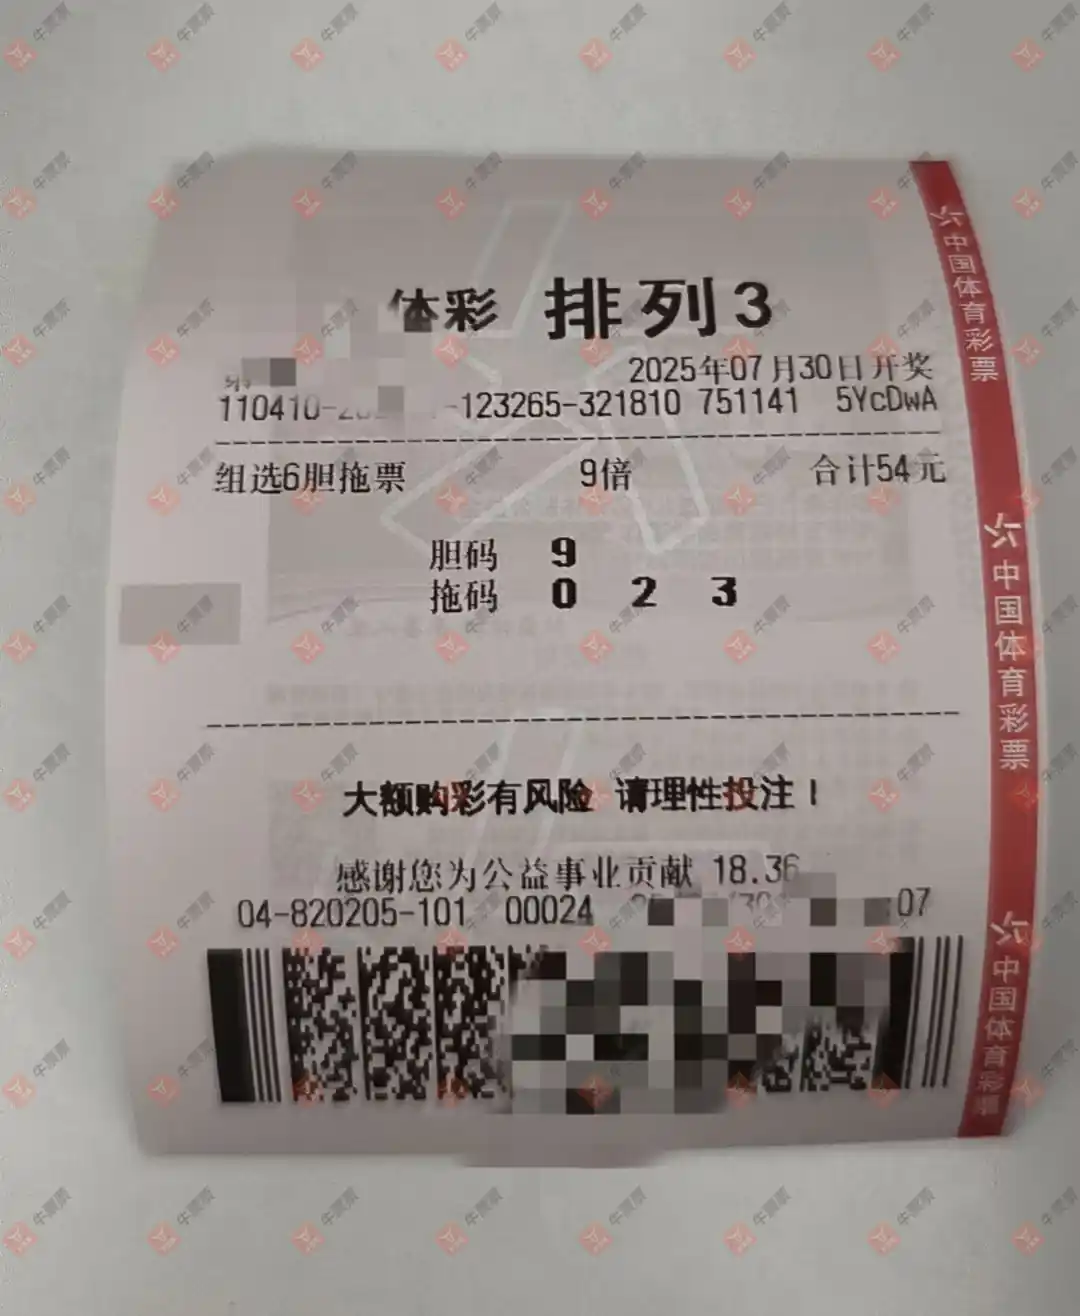 体彩 排列3
2025年07月30日开奖
110410- -123265-321810 751141 5YcDwA
组选6胆拖票 9倍 合计54元
胆码 9
拖码 0 2 3
大额购彩有风险 请理性投注！
感谢您为公益事业贡献 18.36
04-820205-101 00024 07
中国体育彩票
中国体育彩票
中国体育彩票
牛票票